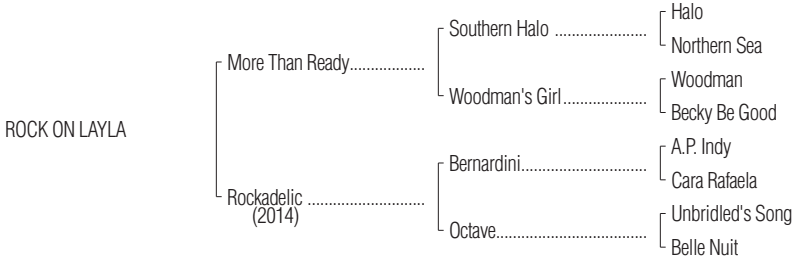 ROCK ON LAYLA
More Than Ready..................
Rockadelic ............................
(2014)
Southern Halo ......................
Woodman's Girl....................
Bernardini..............................
Octave....................................
Halo
Northern Sea
Woodman
Becky Be Good
A.P. Indy
Cara Rafaela
Unbridled's Song
Belle Nuit